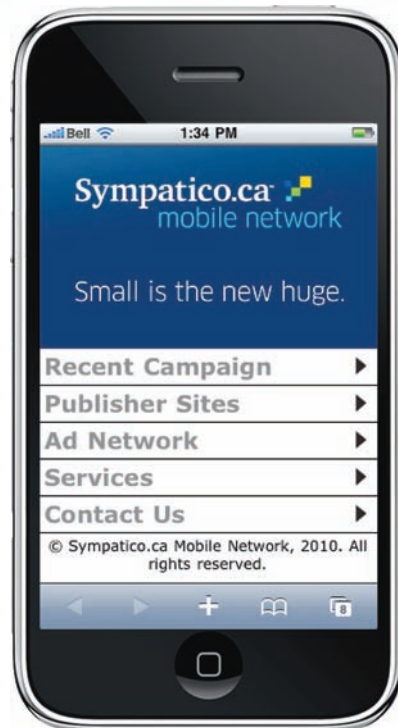 Bell 1:34 PM
Sympatico.ca
mobile network
Small is the new huge.
Recent Campaign
Publisher Sites
Ad Network
Services
Contact Us
© Sympatico.ca Mobile Network, 2010. All
rights reserved.
8